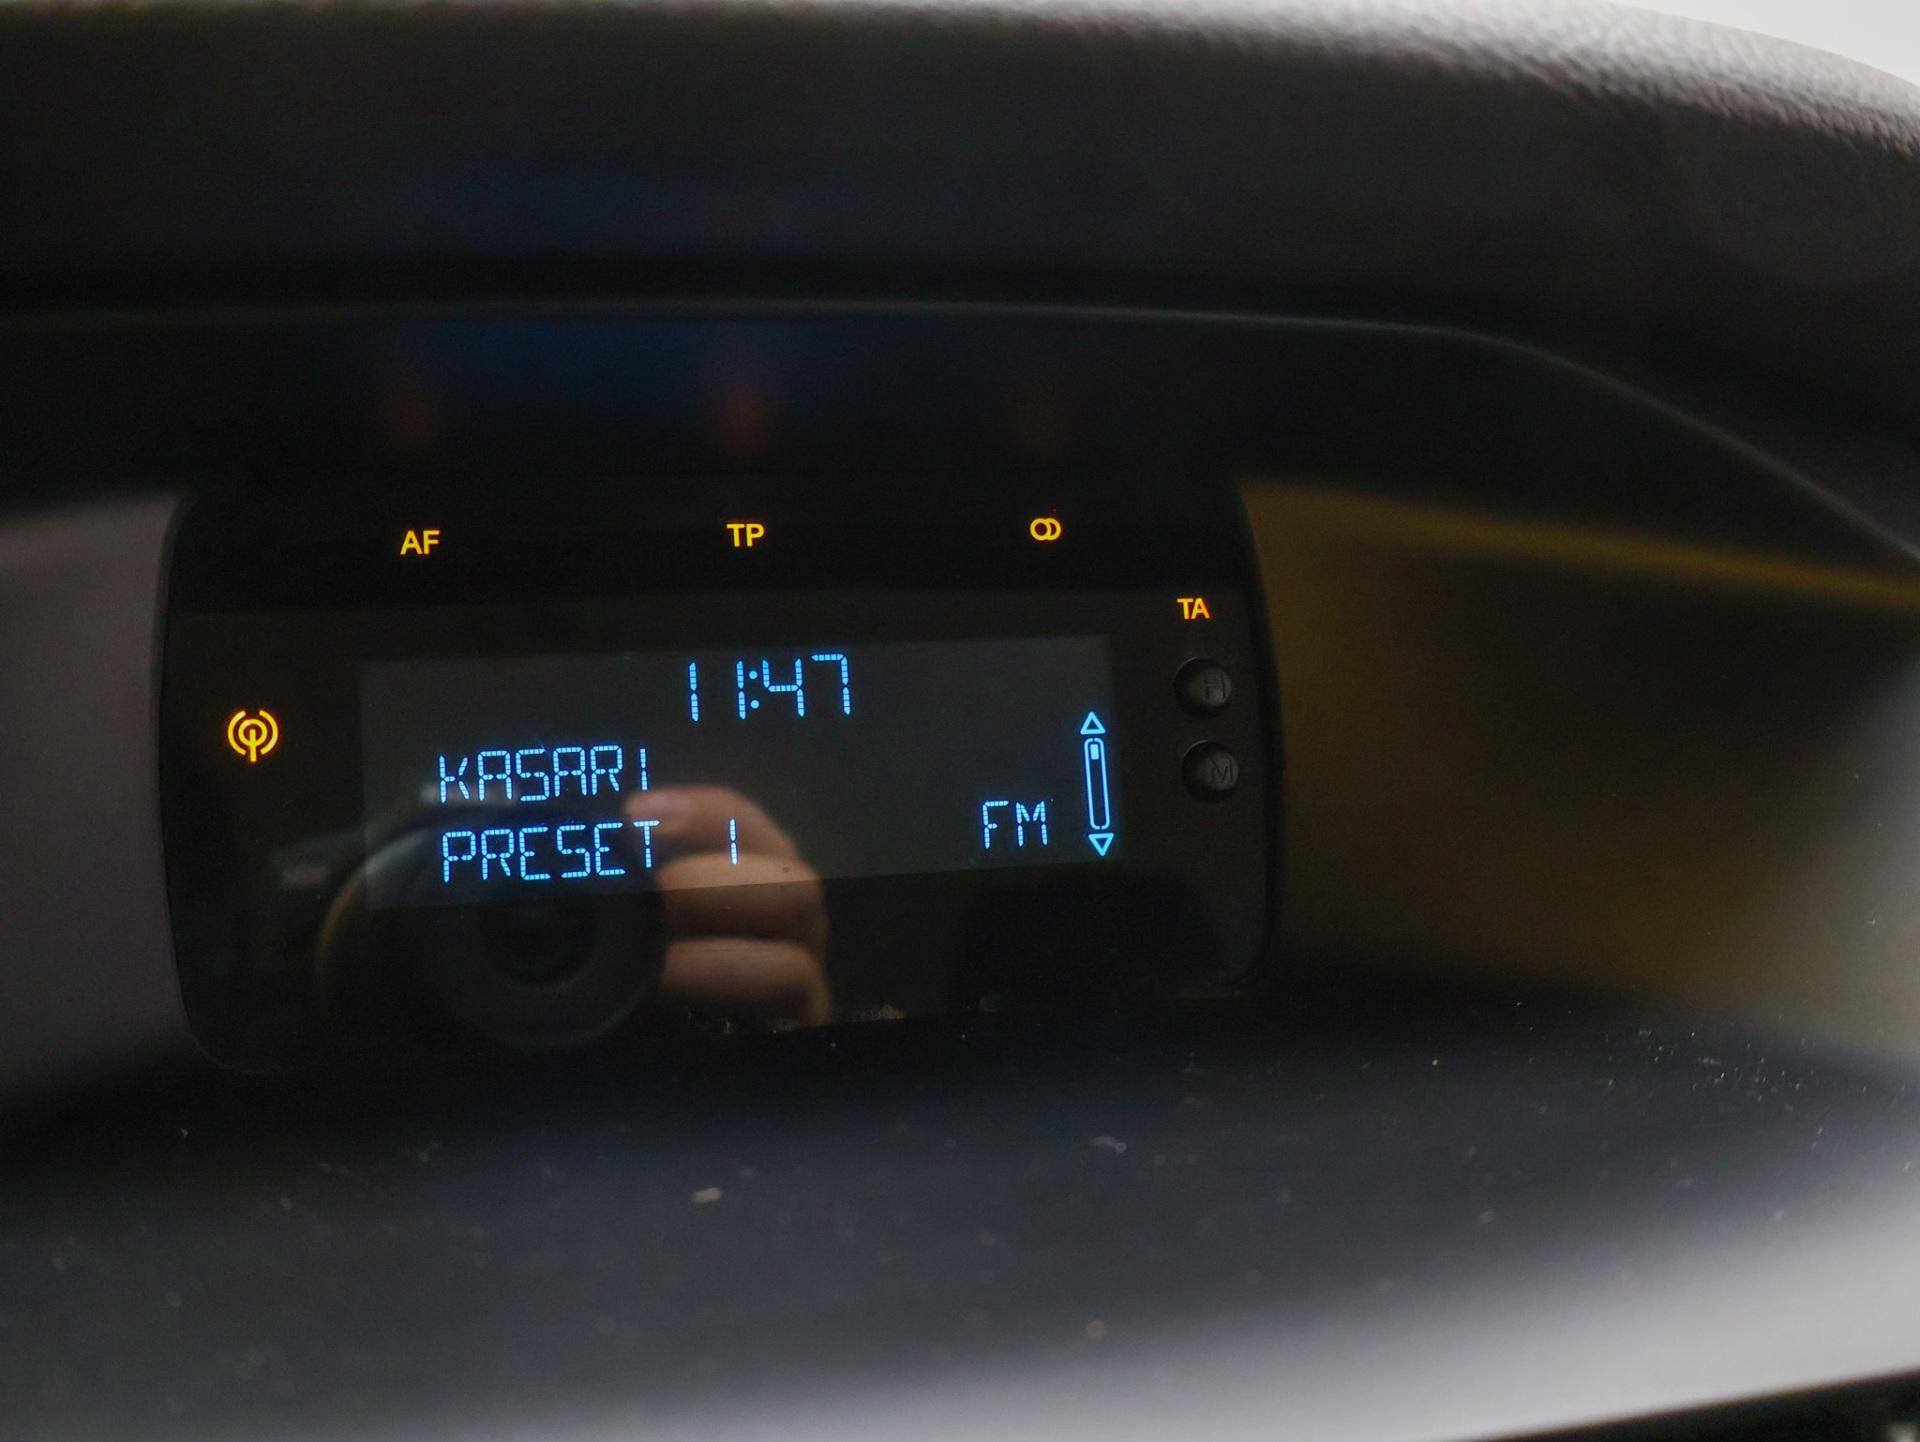 AF TP
TA
11:47
H
KASARI
M
PRESET 1 FM